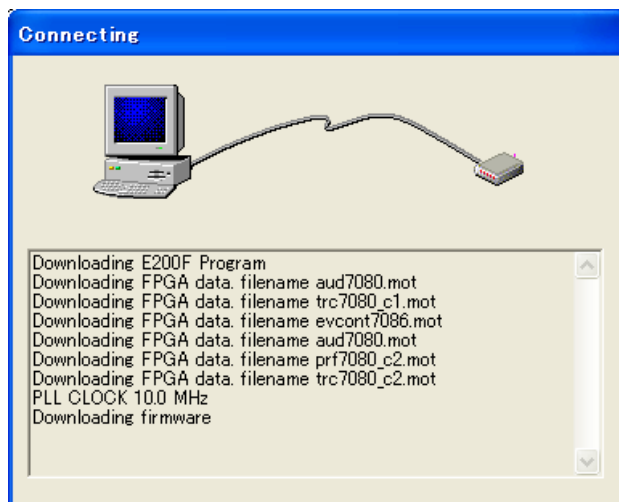 Connecting
Downloading E200F Program
Downloading FPGA data. filename aud7080.mot
Downloading FPGA data. filename trc7080_c1.mot
Downloading FPGA data. filename evcont7086.mot
Downloading FPGA data. filename aud7080.mot
Downloading FPGA data. filename prf7080_c2.mot
Downloading FPGA data. filename trc7080_c2.mot
PLL CLOCK 10.0 MHz
Downloading firmware